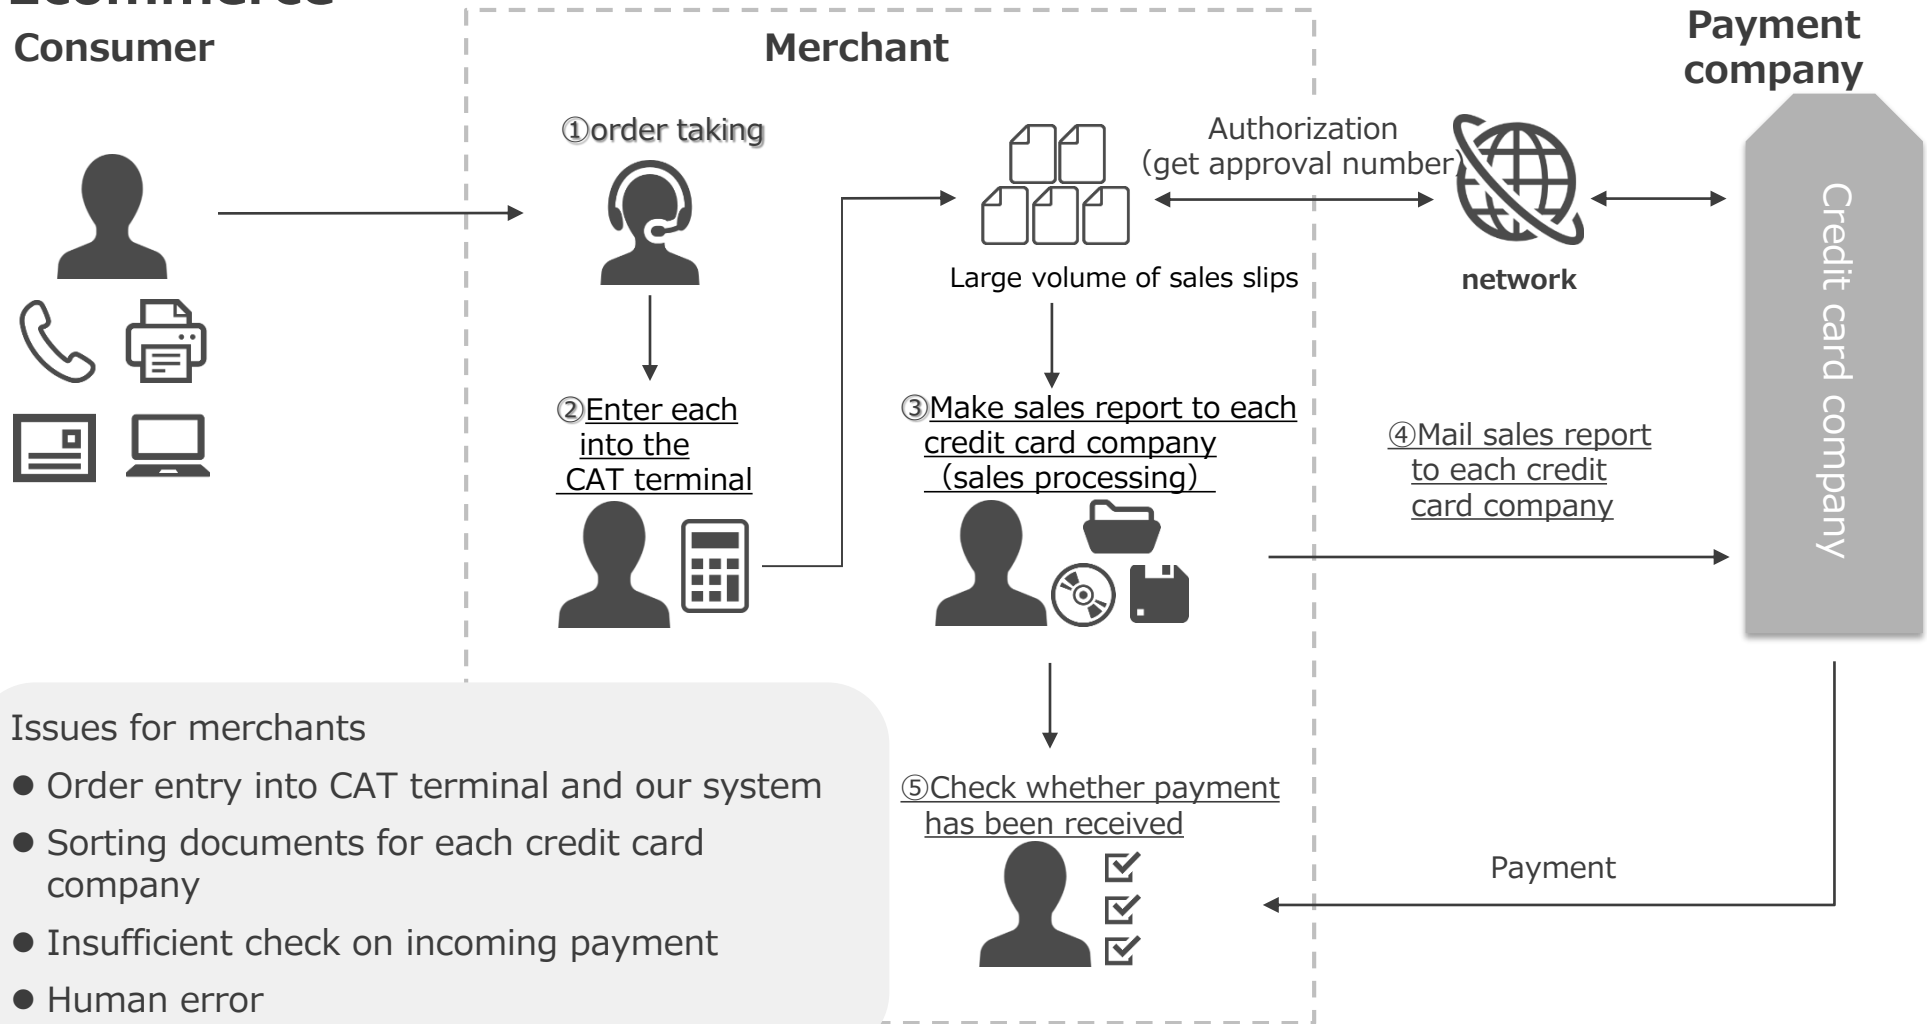 Ecommerce
Consumer
Merchant
Payment
company
①order taking
Authorization
（get approval number）
Large volume of sales slips
network
Credit card company
②Enter each
into the
CAT terminal
③Make sales report to each
credit card company
（sales processing）
④Mail sales report
to each credit
card company
Issues for merchants
● Order entry into CAT terminal and our system
● Sorting documents for each credit card
company
● Insufficient check on incoming payment
● Human error
⑤Check whether payment
has been received
Payment